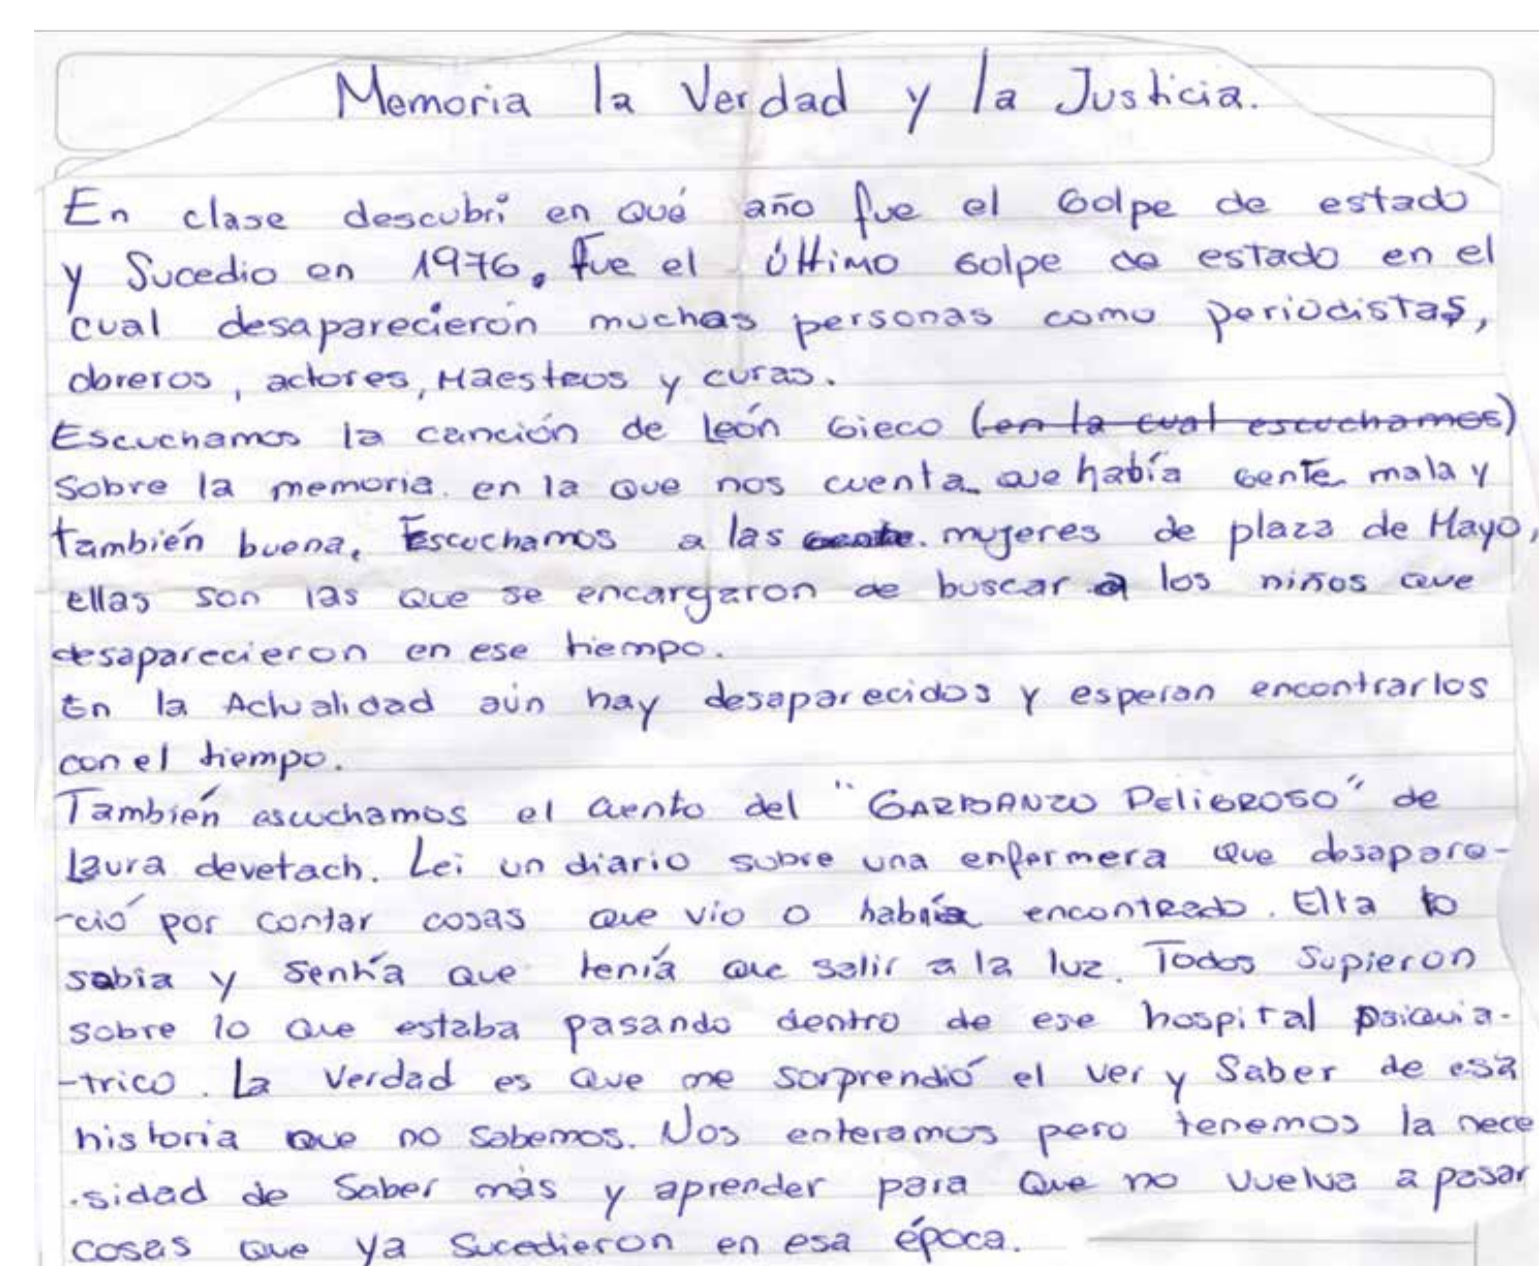 Memoria la Verdad y la Justicia.
En clase descubrí en qué año fue el Golpe de estado
y Sucedio en 1976. fue el último Golpe de estado en el
cual desaparecieron muchas personas como periodistas,
obreros, actores, Maestros y curas.
Escuchamos la canción de león Gieco (en la cual escuchamos)
Sobre la memoria en la que nos cuenta que había gente mala y
también buena. Escuchamos a las gente mujeres de plaza de Mayo,
ellas son las que se encargaron de buscar a los niños que
desaparecieron en ese tiempo.
En la Actualidad aún hay desaparecidos y esperan encontrarlos
con el tiempo.
También escuchamos el cuento del "GARBANZO PELIGROSO" de
Laura devetach. Lei un diario sobre una enfermera que desapare-
-ció por contar cosas que vio o había encontrado. Ella lo
sabia y sentía que tenía que salir a la luz. Todos Supieron
sobre lo que estaba pasando dentro de ese hospital psiquia-
-trico. La Verdad es que me sorprendió el ver y Saber de esa
historia que no sabemos. Nos enteramos pero tenemos la nece
-sidad de Saber más y aprender para que no vuelva a pasar
cosas que ya Sucedieron en esa época.